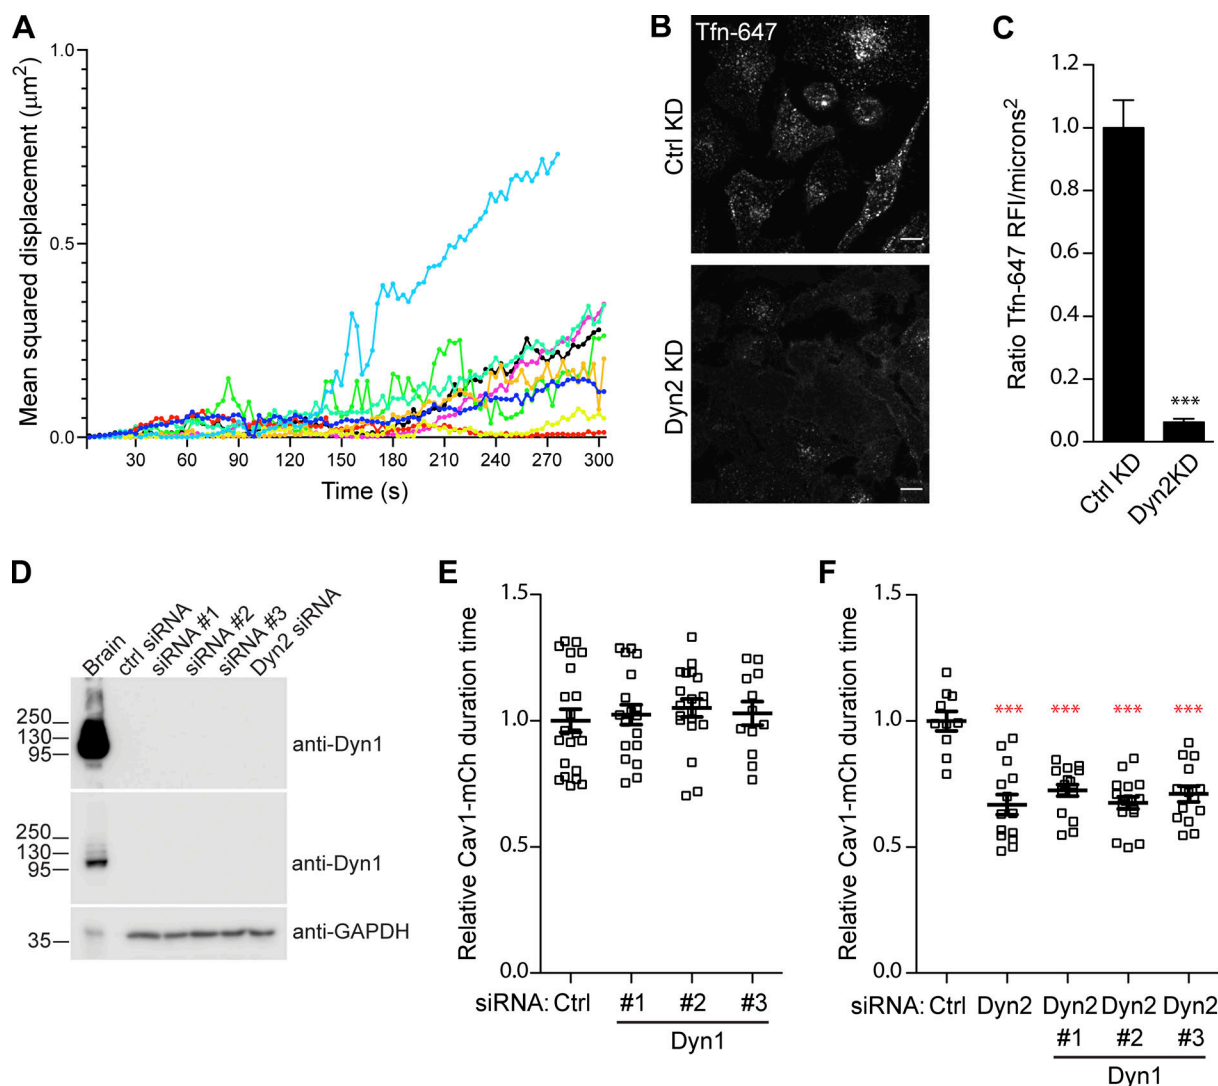 A
Mean squared displacement (μm²)
1.0
0.5
0.0
30 60 90 120 150 180 210 240 270 300
Time (s)
B
Tfn-647
Ctrl KD
Dyn2 KD
C
Ratio Tfn-647 RFI/microns²
1.2
1.0
0.8
0.6
0.4
0.2
0.0
***
Ctrl KD
Dyn2KD
D
Brain
ctrl siRNA
siRNA #1
siRNA #2
siRNA #3
Dyn2 siRNA
250
130
95
anti-Dyn1
250
130
95
anti-Dyn1
35
anti-GAPDH
E
Relative Cav1-mCh duration time
1.5
1.0
0.5
0.0
siRNA: Ctrl #1 #2 #3
Dyn1
F
Relative Cav1-mCh duration time
1.5
1.0
0.5
0.0
*** *** *** ***
siRNA: Ctrl Dyn2 Dyn2 Dyn2 Dyn2
#1 #2 #3
Dyn1